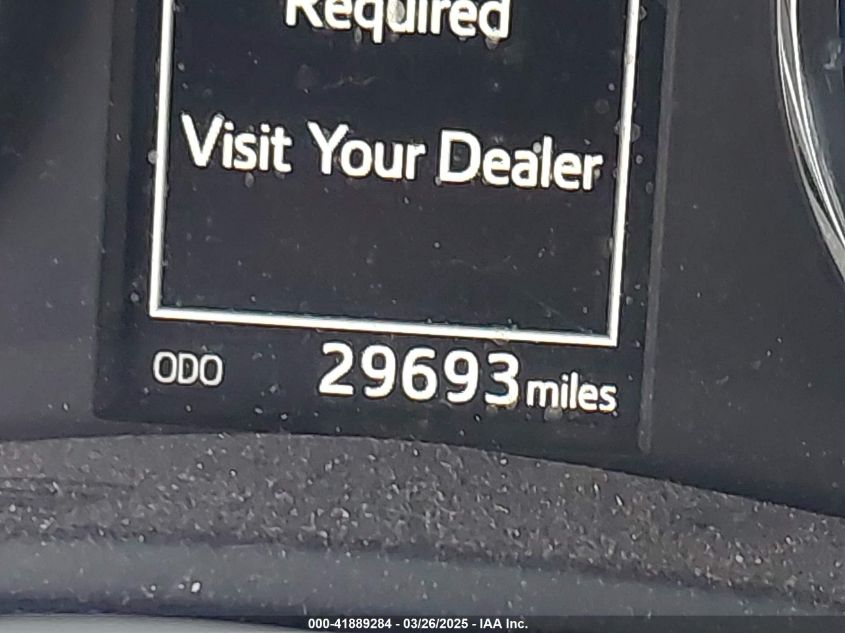 Required
Visit Your Dealer
ODO 29693 miles
000-41889284 - 03/26/2025 - IAA Inc.